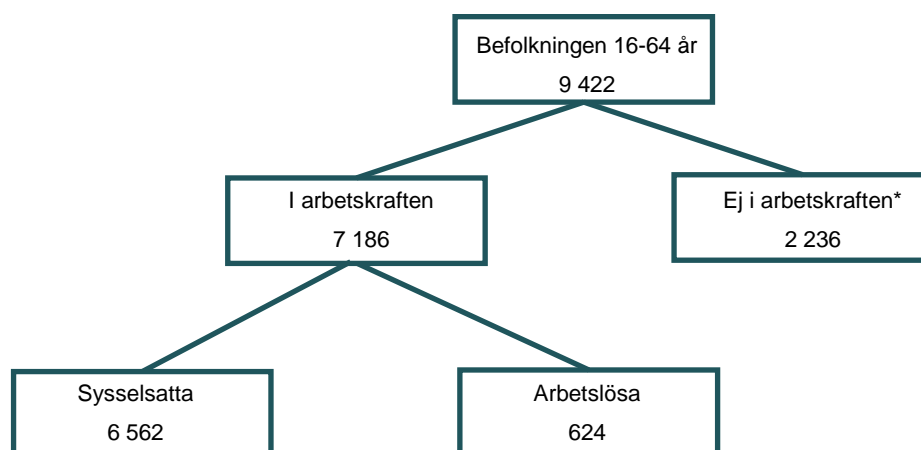 Befolkningen 16-64 år
9 422
I arbetskraften
7 186
Ej i arbetskraften*
2 236
Sysselsatta
6 562
Arbetslösa
624